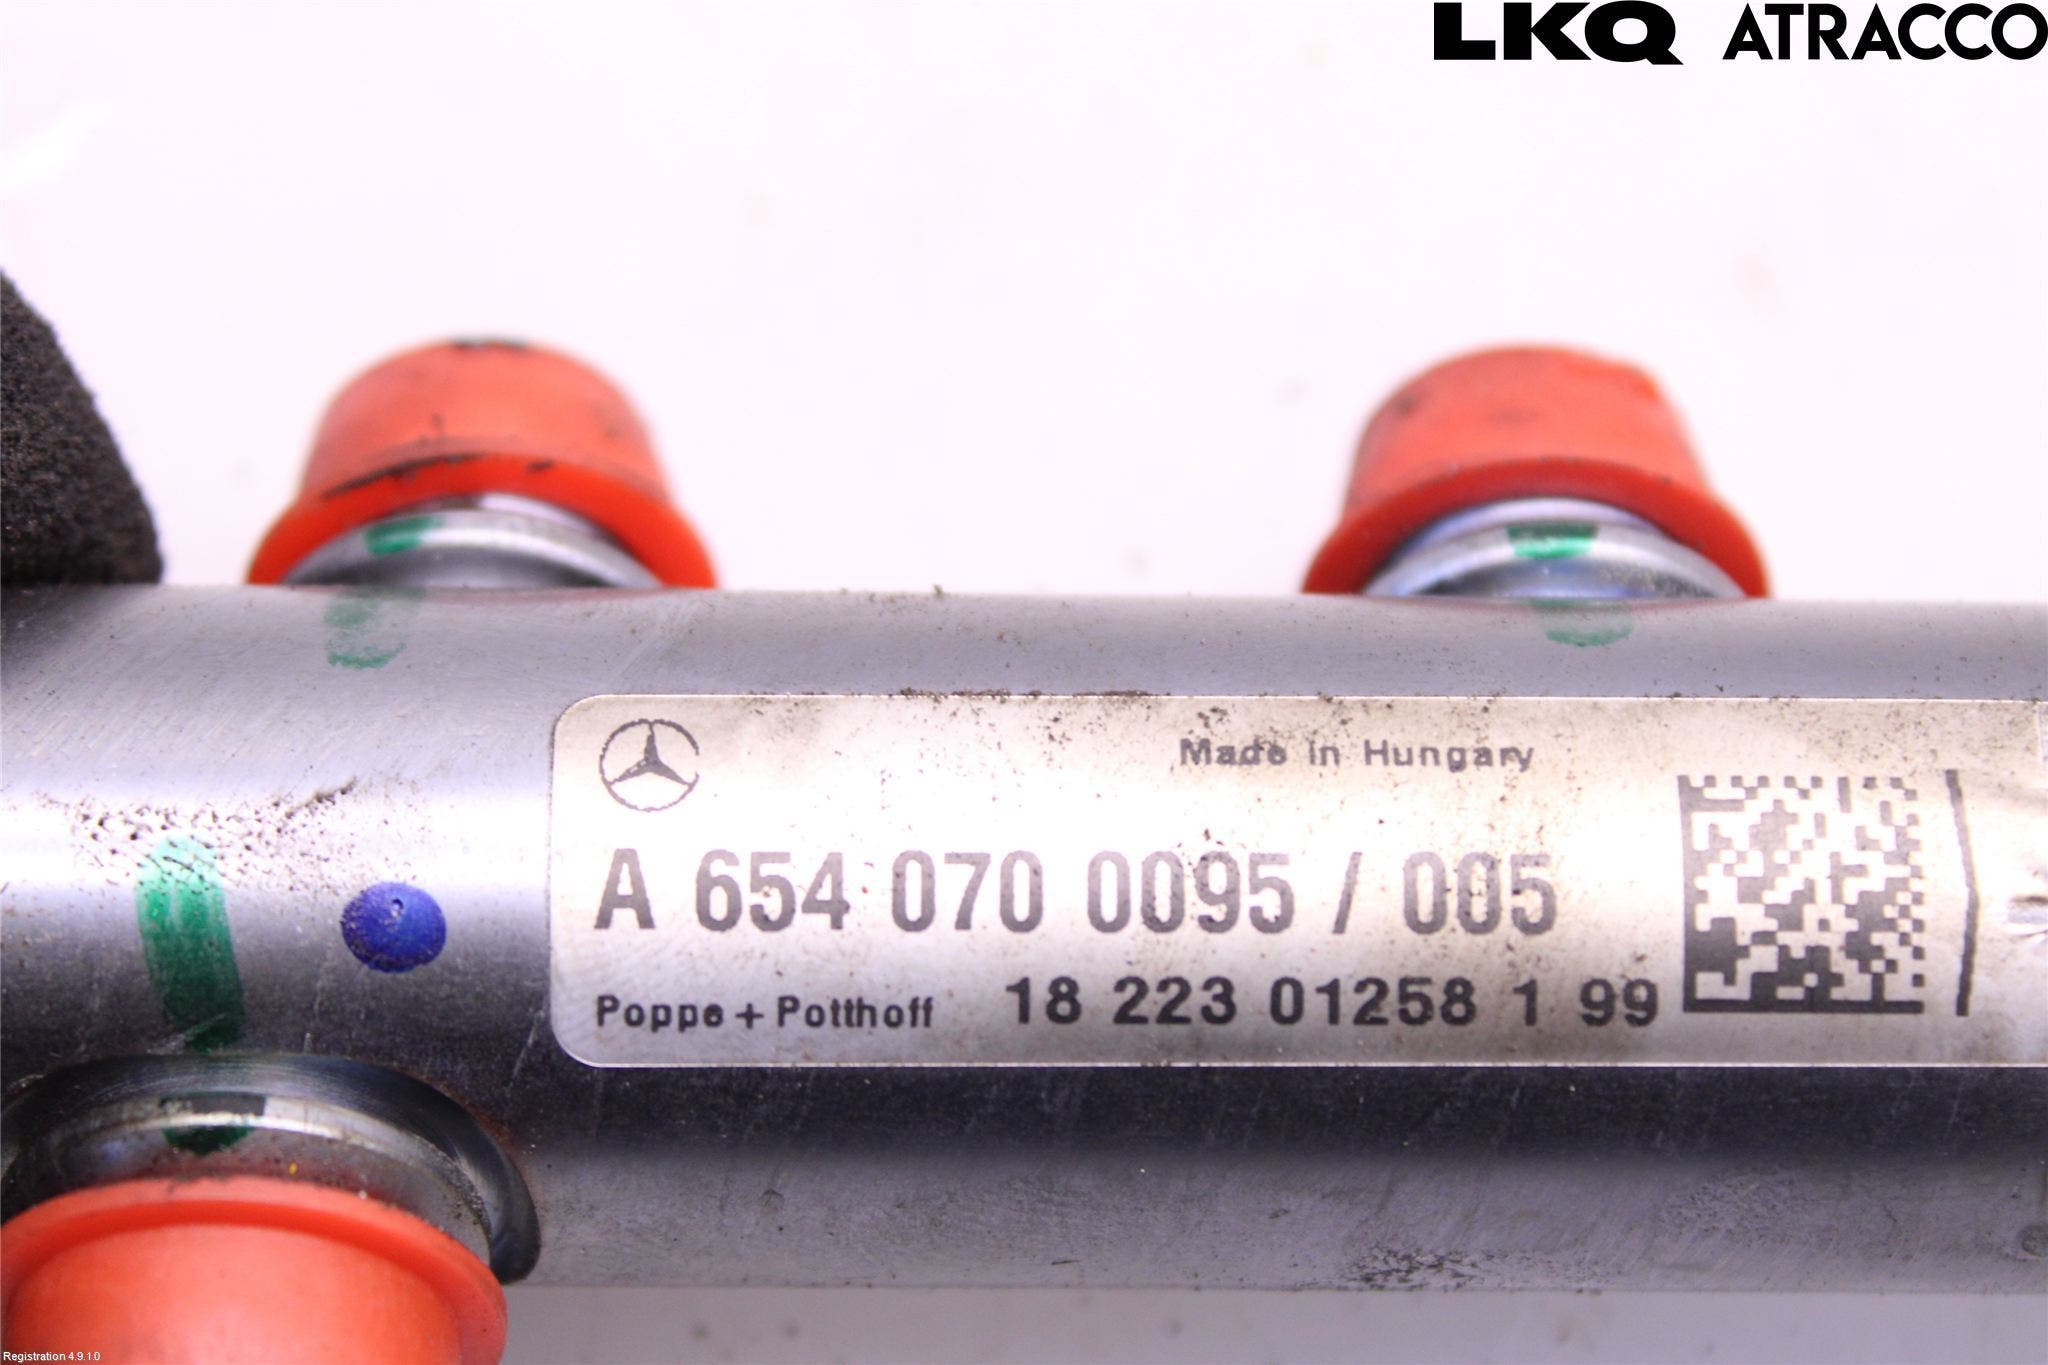 LKQ ATRACCO
Made in Hungary
A 654 070 0095 / 005
Poppe + Potthoff 18 223 01258 1 99
Registration 4.9.1.0